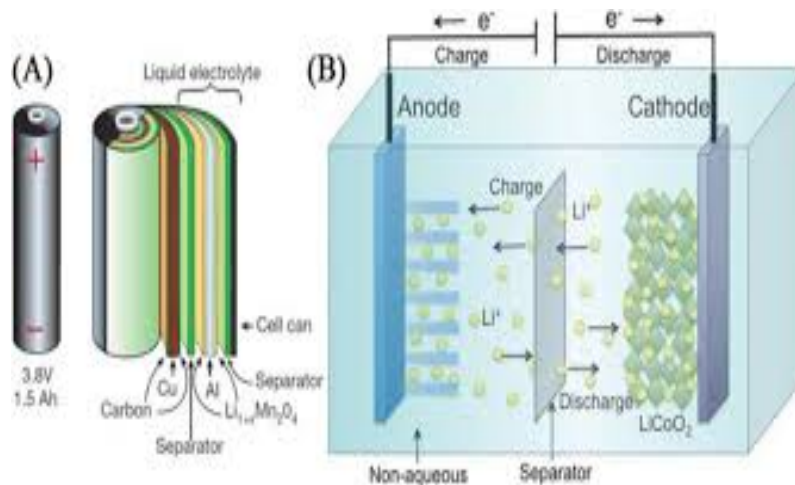 (A)
Liquid electrolyte
+
−
3.8V
1.5 Ah
Cell can
Separator
Cu
Al
Carbon
Li₁₊ₓMn₂O₄
Separator
(B)
e⁻
e⁻
Charge
Discharge
Anode
Cathode
Charge
Li⁺
Li⁺
Discharge
LiCoO₂
Non-aqueous
Separator